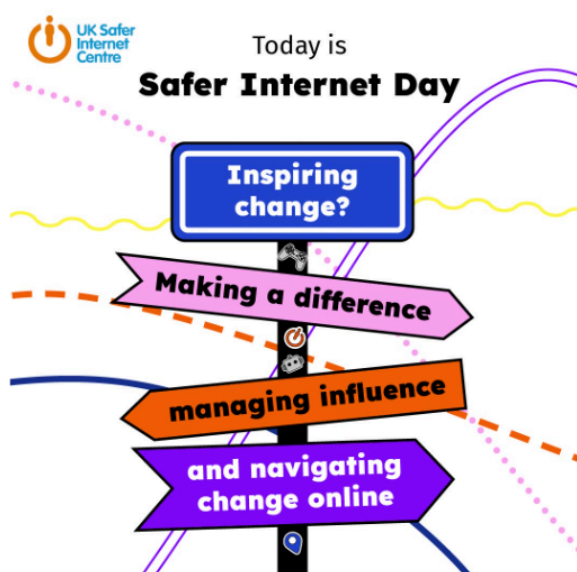 UK Safer
Internet
Centre
Today is
Safer Internet Day
Inspiring
change?
Making a difference
managing influence
and navigating
change online